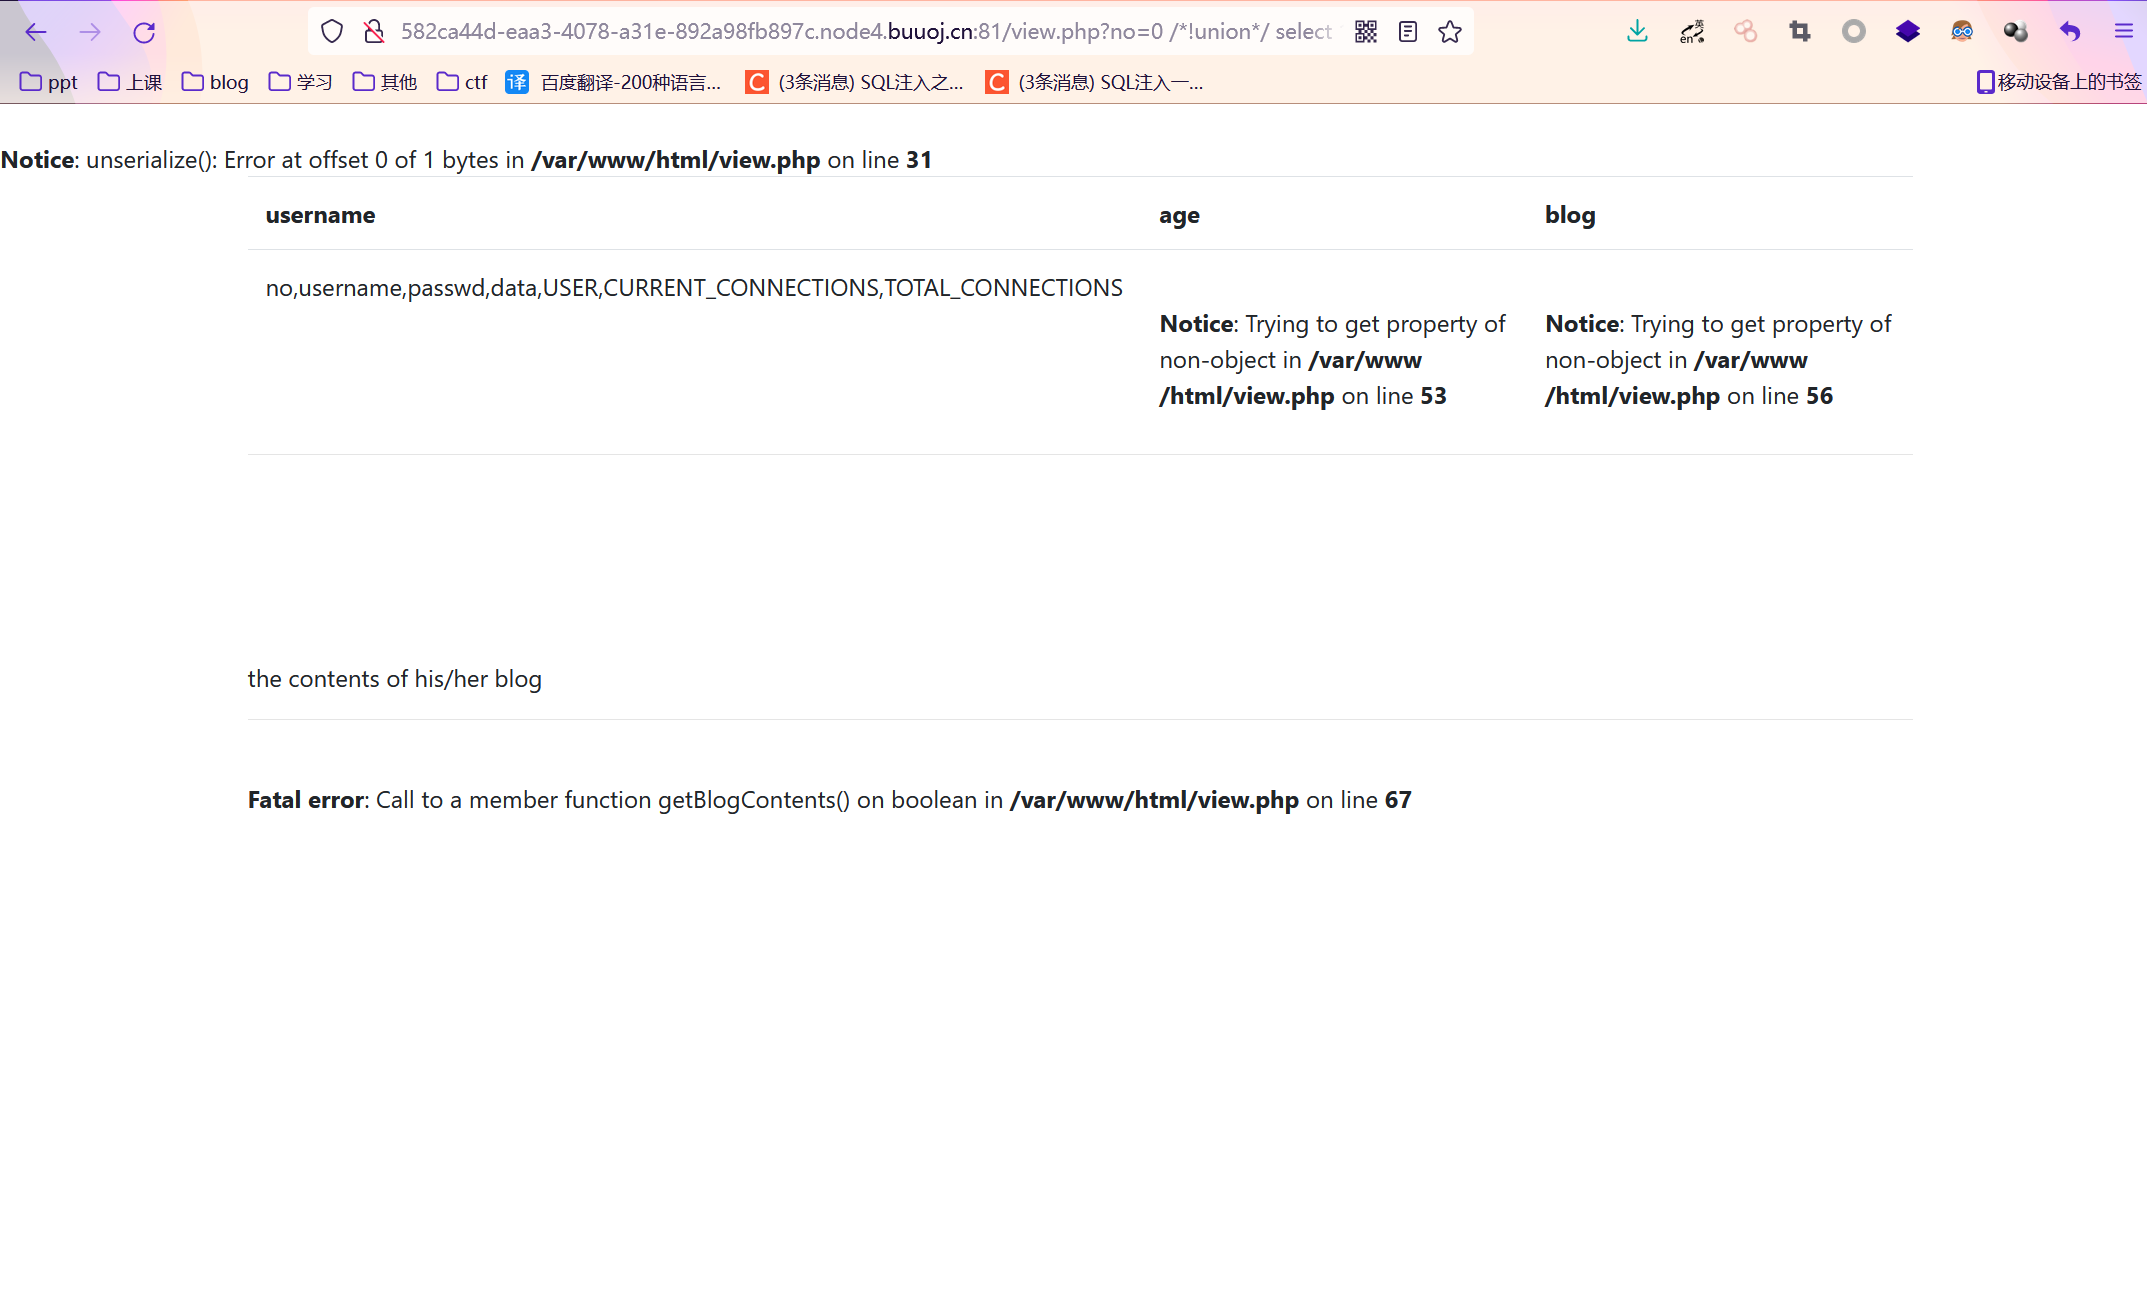 582ca44d-eaa3-4078-a31e-892a98fb897c.node4.buuoj.cn:81/view.php?no=0 /*!union*/ select
英
en
ppt 上课 blog 学习 其他 ctf 译 百度翻译-200种语言... C (3条消息) SQL注入之... C (3条消息) SQL注入一... 移动设备上的书签
Notice: unserialize(): Error at offset 0 of 1 bytes in /var/www/html/view.php on line 31
username age blog
no,username,passwd,data,USER,CURRENT_CONNECTIONS,TOTAL_CONNECTIONS
Notice: Trying to get property of
non-object in /var/www
/html/view.php on line 53
Notice: Trying to get property of
non-object in /var/www
/html/view.php on line 56
the contents of his/her blog
Fatal error: Call to a member function getBlogContents() on boolean in /var/www/html/view.php on line 67